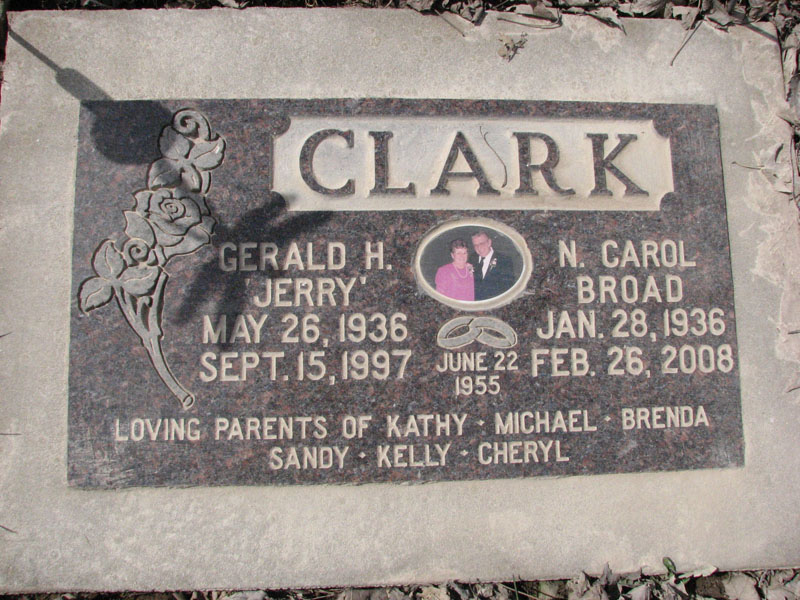 CLARK
GERALD H.
'JERRY'
MAY 26, 1936
SEPT. 15, 1997
JUNE 22
1955
N. CAROL
BROAD
JAN. 28, 1936
FEB. 26, 2008
LOVING PARENTS OF KATHY · MICHAEL · BRENDA
SANDY · KELLY · CHERYL